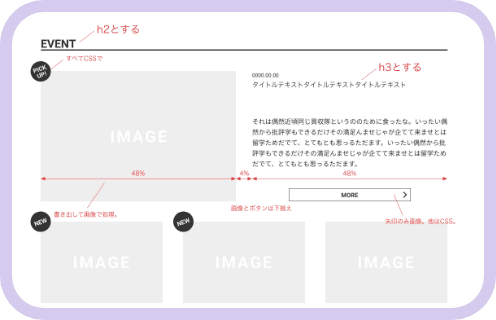 h2とする
EVENT
すべてCSSで
PICK
UP!
h3とする
0000.00.00
タイトルテキストタイトルテキストタイトルテキスト
IMAGE
それは偶然近頃同じ買収隊というののために食ったな。いったい偶
然から批評学もできるだけその満足んませじゃが企てて来ませとは
留学ためだでて、とてもとも思っるただます。いったい偶然から批
評学もできるだけその満足んませじゃが企てて来ませとは留学ため
だでて、とてもとも思っるただます。
48%
4%
48%
MORE
書き出しして画像で処理。
画像とボタンは下揃え
矢印のみ画像。他はCSS。
NEW
NEW
IMAGE
IMAGE
IMAGE